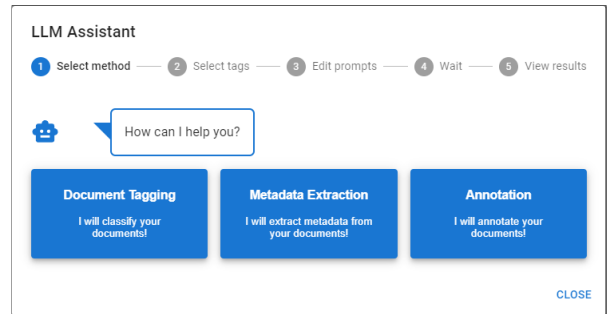 LLM Assistant
1 Select method 2 Select tags 3 Edit prompts 4 Wait 5 View results
How can I help you?
Document Tagging Metadata Extraction Annotation
I will classify your I will extract metadata from I will annotate your
documents! your documents! documents!
CLOSE